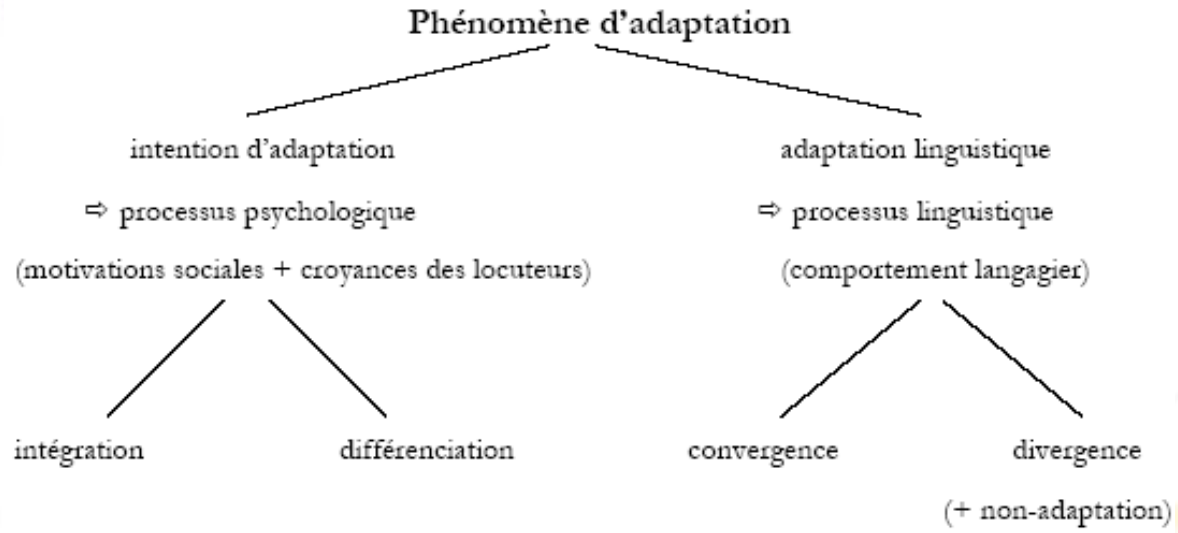 Phénomène d'adaptation
intention d'adaptation
⇨ processus psychologique
(motivations sociales + croyances des locuteurs)
intégration
différenciation
adaptation linguistique
⇨ processus linguistique
(comportement langagier)
convergence
divergence
(+ non-adaptation)